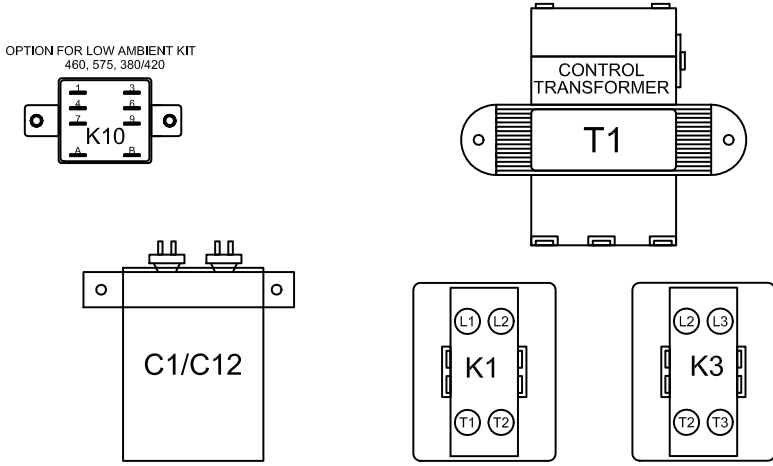 OPTION FOR LOW AMBIENT KIT
460, 575, 380/420
1 3
4 6
7 9
K10
A B
CONTROL
TRANSFORMER
T1
C1/C12
L1 L2
K1
T1 T2
L2 L3
K3
T2 T3